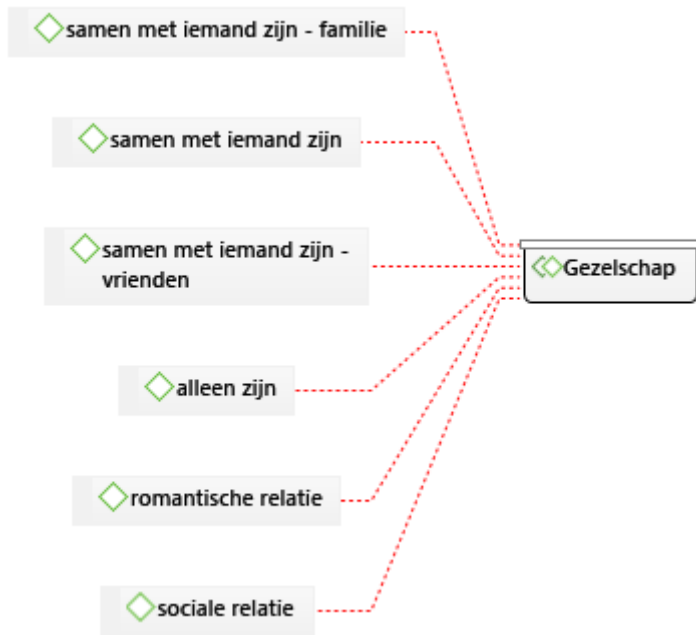 samen met iemand zijn - familie
samen met iemand zijn
samen met iemand zijn -
vrienden
Gezelschap
alleen zijn
romantische relatie
sociale relatie